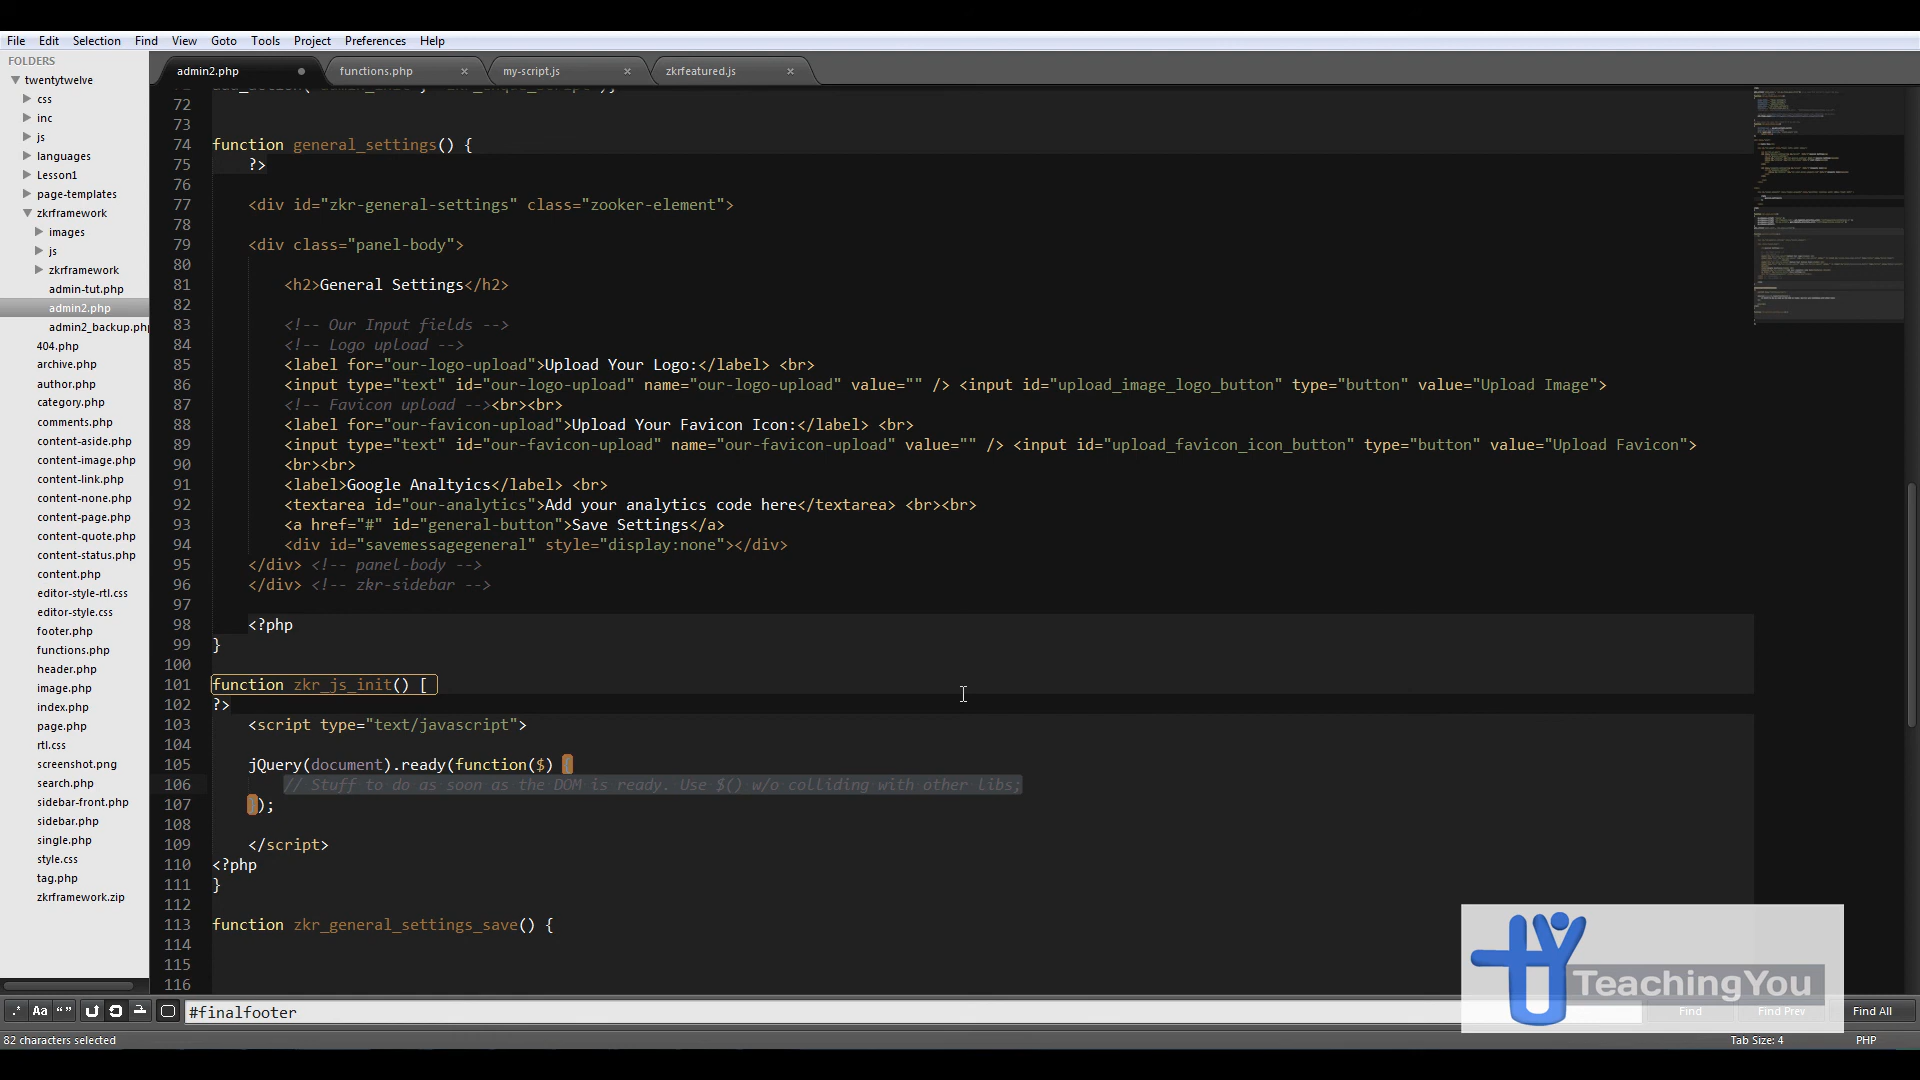 File Edit Selection Find View Goto Tools Project Preferences Help
FOLDERS
twentytwelve
css
inc
js
languages
Lesson1
page-templates
zkrframework
images
js
zkrframework
admin-tut.php
admin2.php
admin2_backup.php
404.php
archive.php
author.php
category.php
comments.php
content-aside.php
content-image.php
content-link.php
content-none.php
content-page.php
content-quote.php
content-status.php
content.php
editor-style-rtl.css
editor-style.css
footer.php
functions.php
header.php
image.php
index.php
page.php
rtl.css
screenshot.png
search.php
sidebar-front.php
sidebar.php
single.php
style.css
tag.php
zkrframework.zip
admin2.php functions.php my-script.js zkrfeatured.js
72
73
74 function general_settings() {
75 ?>
76
77 <div id="zkr-general-settings" class="zooker-element">
78
79 <div class="panel-body">
80
81 <h2>General Settings</h2>
82
83 <!-- Our Input fields -->
84 <!-- Logo upload -->
85 <label for="our-logo-upload">Upload Your Logo:</label> <br>
86 <input type="text" id="our-logo-upload" name="our-logo-upload" value="" /> <input id="upload_image_logo_button" type="button" value="Upload Image">
87 <!-- Favicon upload --><br><br>
88 <label for="our-favicon-upload">Upload Your Favicon Icon:</label> <br>
89 <input type="text" id="our-favicon-upload" name="our-favicon-upload" value="" /> <input id="upload_favicon_icon_button" type="button" value="Upload Favicon">
90 <br><br>
91 <label>Google Analtyics</label> <br>
92 <textarea id="our-analytics">Add your analytics code here</textarea> <br><br>
93 <a href="#" id="general-button">Save Settings</a>
94 <div id="savemessagegeneral" style="display:none"></div>
95 </div> <!-- panel-body -->
96 </div> <!-- zkr-sidebar -->
97
98 <?php
99 }
100
101 function zkr_js_init() [
102 ?>
103 <script type="text/javascript">
104
105 jQuery(document).ready(function($) {
106 // Stuff to do as soon as the DOM is ready. Use $() w/o colliding with other libs;
107 });
108
109 </script>
110 <?php
111 }
112
113 function zkr_general_settings_save() {
114
115
116
TeachingYou
.* Aa “” #finalfooter Find Find Prev Find All
82 characters selected Tab Size: 4 PHP